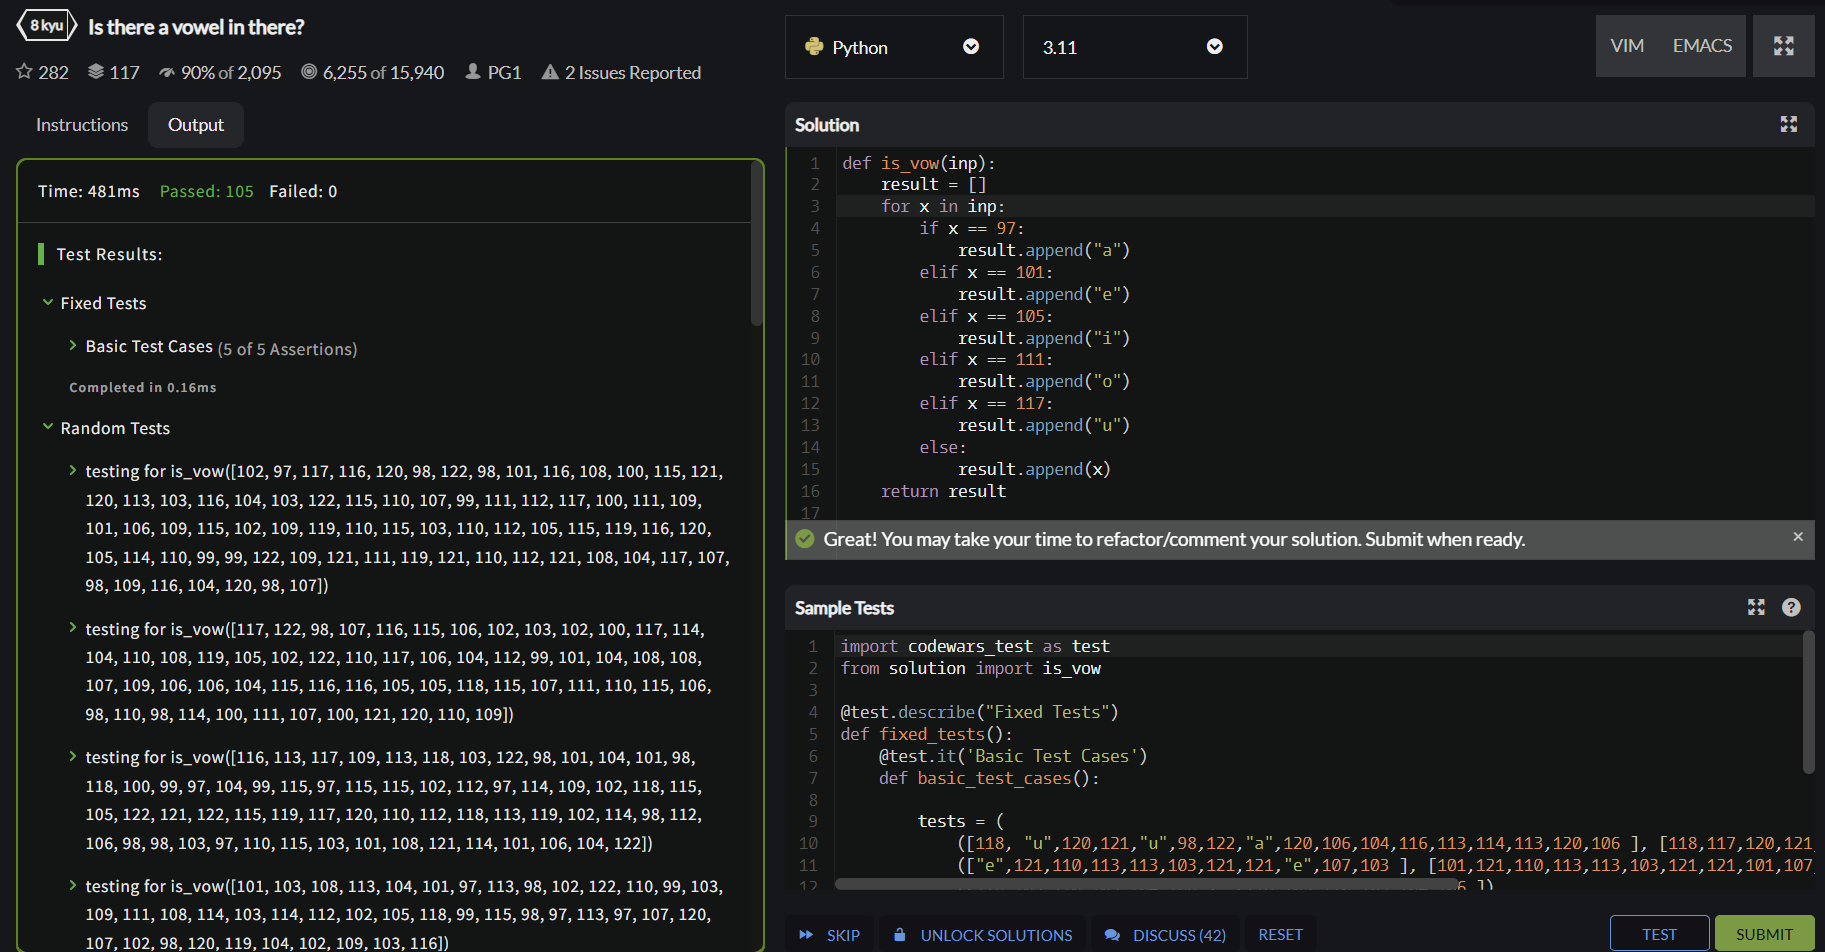 8 kyu Is there a vowel in there?
282 117 90% of 2,095 6,255 of 15,940 PG1 2 Issues Reported
Python 3.11 VIM EMACS
Instructions Output
Time: 481ms Passed: 105 Failed: 0
Test Results:
Fixed Tests
Basic Test Cases (5 of 5 Assertions)
Completed in 0.16ms
Random Tests
testing for is_vow([102, 97, 117, 116, 120, 98, 122, 98, 101, 116, 108, 100, 115, 121,
120, 113, 103, 116, 104, 103, 122, 115, 110, 107, 99, 111, 112, 117, 100, 111, 109,
101, 106, 109, 115, 102, 109, 119, 110, 115, 103, 110, 112, 105, 115, 119, 116, 120,
105, 114, 110, 99, 99, 122, 109, 121, 111, 119, 121, 110, 112, 121, 108, 104, 117, 107,
98, 109, 116, 104, 120, 98, 107])
testing for is_vow([117, 122, 98, 107, 116, 115, 106, 102, 103, 102, 100, 117, 114,
104, 110, 108, 119, 105, 102, 122, 110, 117, 106, 104, 112, 99, 101, 104, 108, 108,
107, 109, 106, 106, 104, 115, 116, 116, 105, 105, 118, 115, 107, 111, 110, 115, 106,
98, 110, 98, 114, 100, 111, 107, 100, 121, 120, 110, 109])
testing for is_vow([116, 113, 117, 109, 113, 118, 103, 122, 98, 101, 104, 101, 98,
118, 100, 99, 97, 104, 99, 115, 97, 115, 115, 102, 112, 97, 114, 109, 102, 118, 115,
105, 122, 121, 122, 115, 119, 117, 120, 110, 112, 118, 113, 119, 102, 114, 98, 112,
106, 98, 98, 103, 97, 110, 115, 103, 101, 108, 121, 114, 101, 106, 104, 122])
testing for is_vow([101, 103, 108, 113, 104, 101, 97, 113, 98, 102, 122, 110, 99, 103,
109, 111, 108, 114, 103, 114, 112, 102, 105, 118, 99, 115, 98, 97, 113, 97, 107, 120,
107, 102, 98, 120, 119, 104, 102, 109, 103, 116])
Solution
1 def is_vow(inp):
2 result = []
3 for x in inp:
4 if x == 97:
5 result.append("a")
6 elif x == 101:
7 result.append("e")
8 elif x == 105:
9 result.append("i")
10 elif x == 111:
11 result.append("o")
12 elif x == 117:
13 result.append("u")
14 else:
15 result.append(x)
16 return result
17
Great! You may take your time to refactor/comment your solution. Submit when ready.
Sample Tests
1 import codewars_test as test
2 from solution import is_vow
3
4 @test.describe("Fixed Tests")
5 def fixed_tests():
6 @test.it('Basic Test Cases')
7 def basic_test_cases():
8
9 tests = (
10 ([118, "u",120,121,"u",98,122,"a",120,106,104,116,113,114,113,120,106 ], [118,117,120,121,
11 (["e",121,110,113,113,103,121,121,"e",107,103 ], [101,121,110,113,113,103,121,121,101,107,
12
SKIP UNLOCK SOLUTIONS DISCUSS (42) RESET TEST SUBMIT